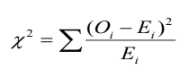 χ² = ∑ (Oᵢ − Eᵢ)² / Eᵢ